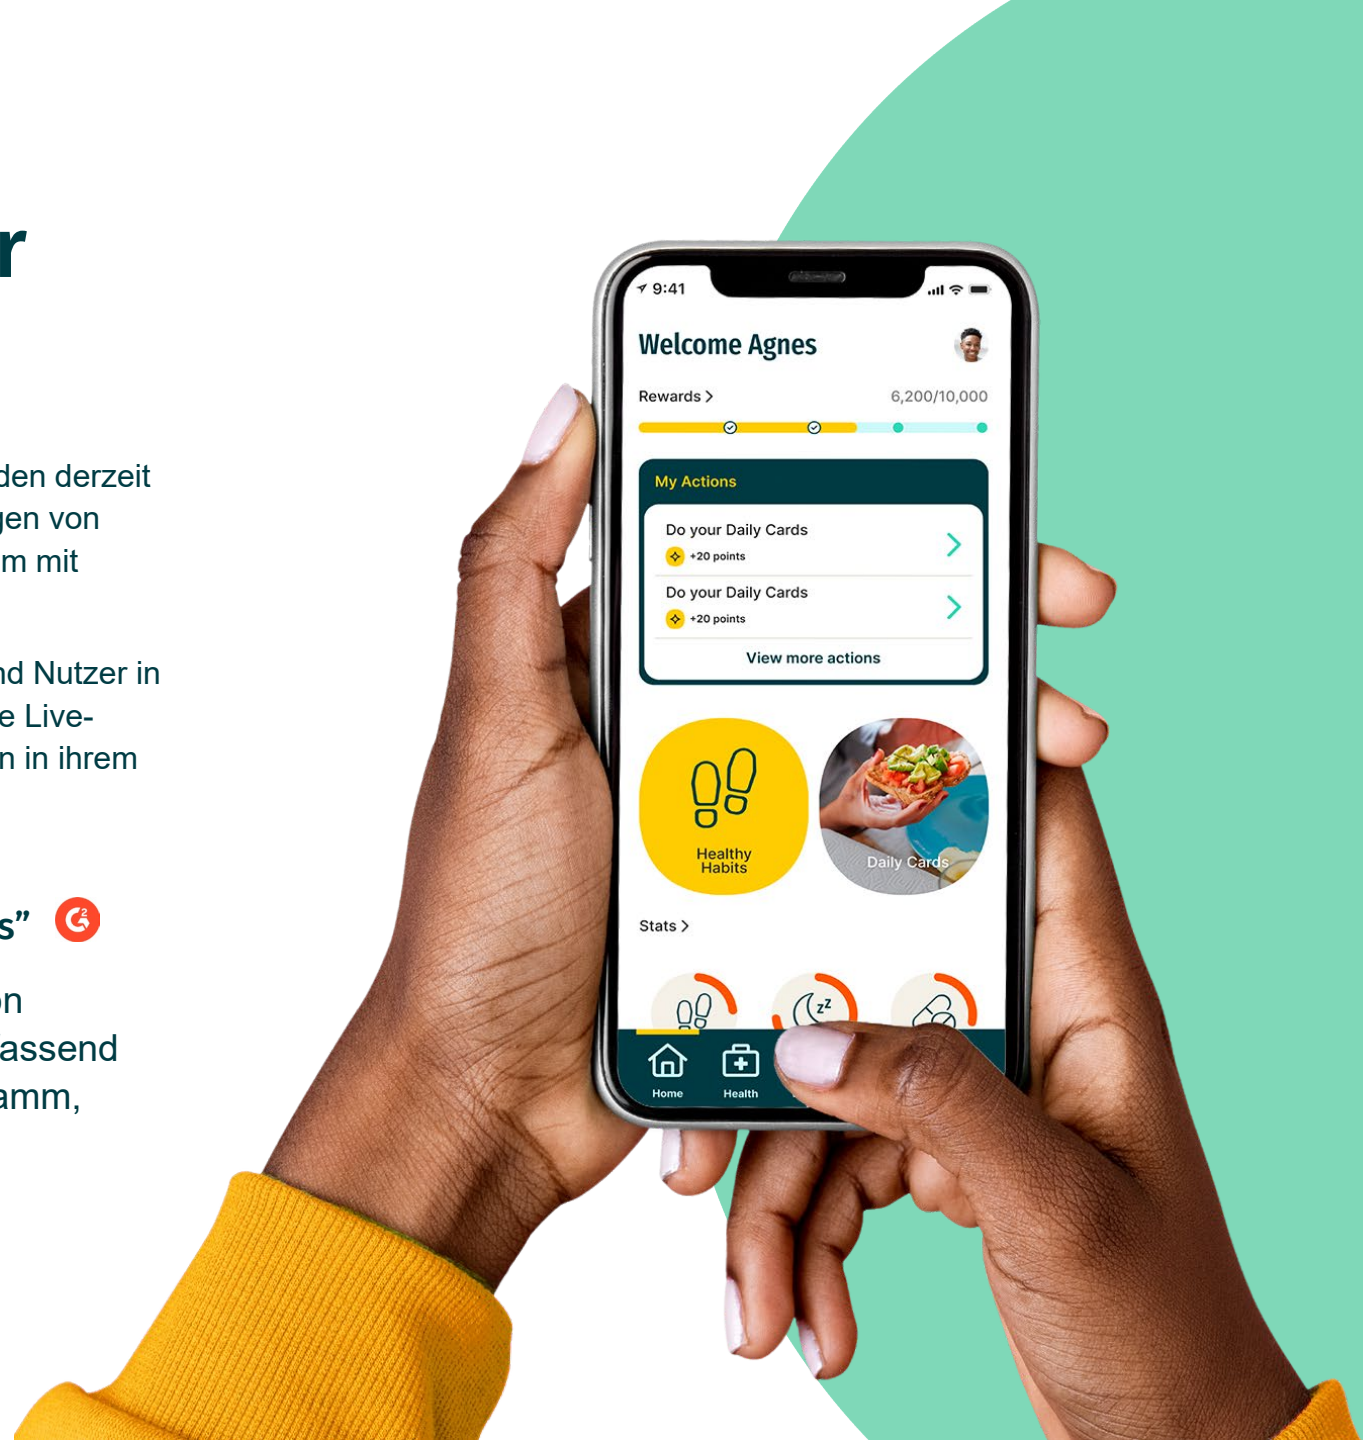 r
den derzeit
gen von
m mit
nd Nutzer in
e Live-
n in ihrem
s”
on
assend
amm,
9:41
Welcome Agnes
Rewards >
6,200/10,000
My Actions
Do your Daily Cards
+20 points
Do your Daily Cards
+20 points
View more actions
Healthy
Habits
Daily Cards
Stats >
zz
Home
Health